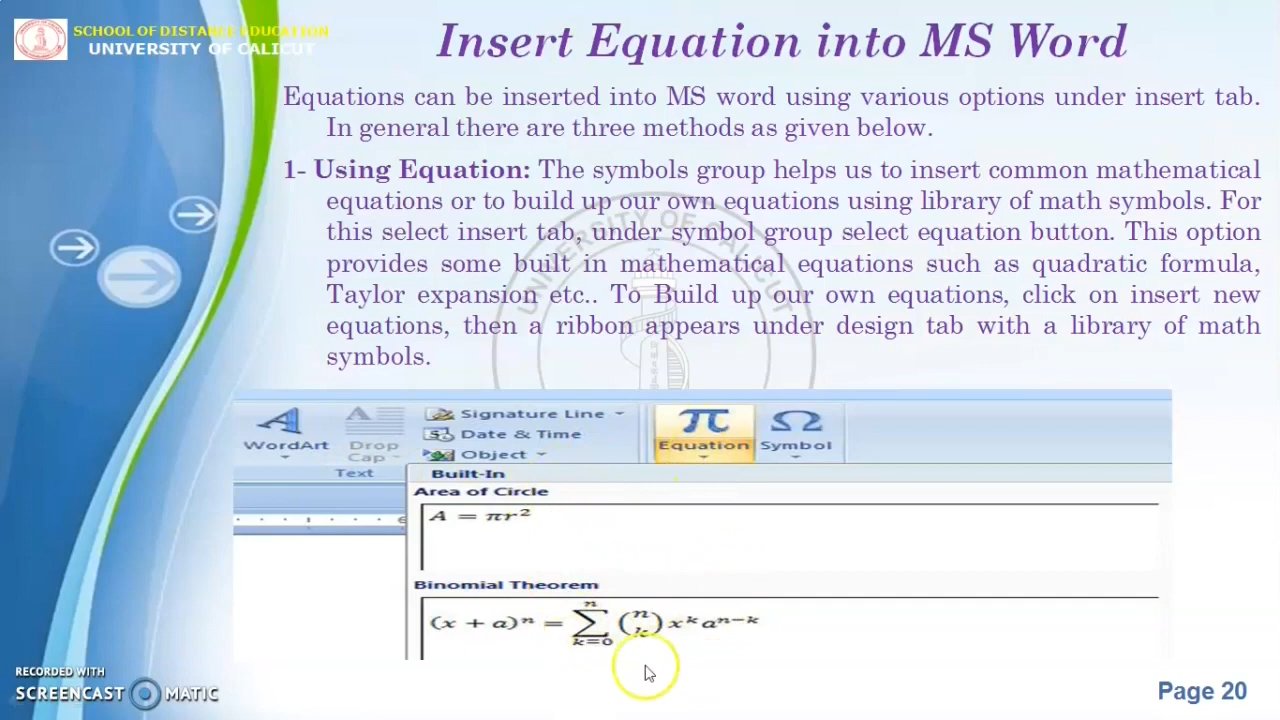 SCHOOL OF DISTANCE EDUCATION
UNIVERSITY OF CALICUT
Insert Equation into MS Word
Equations can be inserted into MS word using various options under insert tab.
In general there are three methods as given below.
1- Using Equation: The symbols group helps us to insert common mathematical
equations or to build up our own equations using library of math symbols. For
this select insert tab, under symbol group select equation button. This option
provides some built in mathematical equations such as quadratic formula,
Taylor expansion etc.. To Build up our own equations, click on insert new
equations, then a ribbon appears under design tab with a library of math
symbols.
UNIVERSITY OF CALICUT
WordArt
Drop
Cap
Text
Signature Line
Date & Time
Object
π
Equation
Ω
Symbol
Built-In
Area of Circle
A = πr²
Binomial Theorem
(x + a)ⁿ = ∑ₖ₌₀ⁿ (n k) xᵏaⁿ⁻ᵏ
RECORDED WITH
SCREENCAST MATIC
Page 20